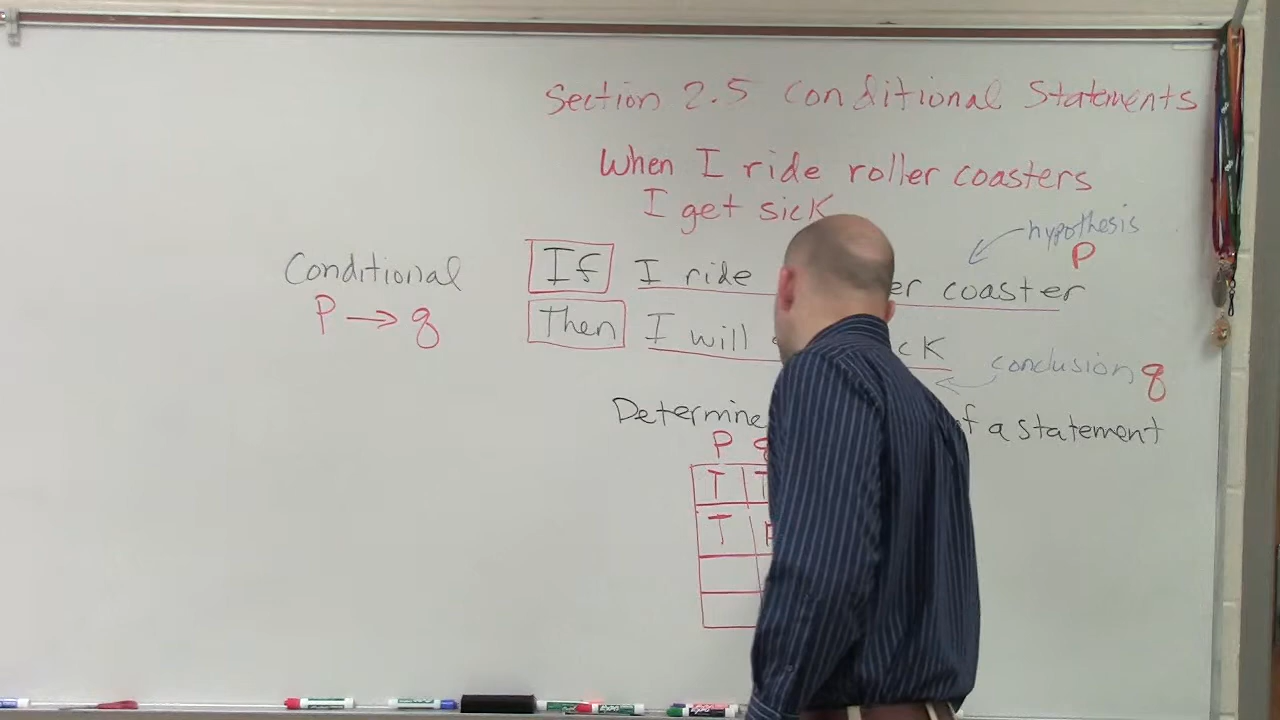 Section 2.5 Conditional Statements
When I ride roller coasters
I get sick
hypothesis
P
Conditional
P → q
If I ride er coaster
Then I will ck
conclusion q
Determine f a statement
P q
T T
T F